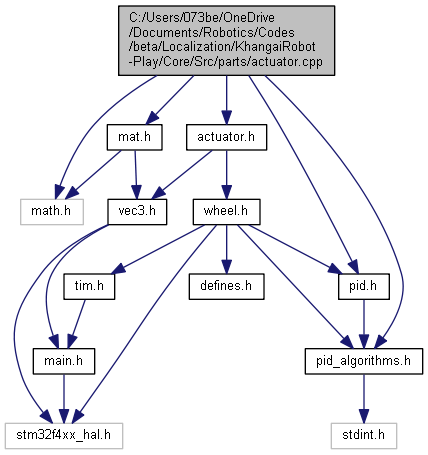 C:/Users/073be/OneDrive
/Documents/Robotics/Codes
/beta/Localization/KhangaiRobot
-Play/Core/Src/parts/actuator.cpp
mat.h
actuator.h
math.h
vec3.h
wheel.h
tim.h
defines.h
pid.h
main.h
pid_algorithms.h
stm32f4xx_hal.h
stdint.h